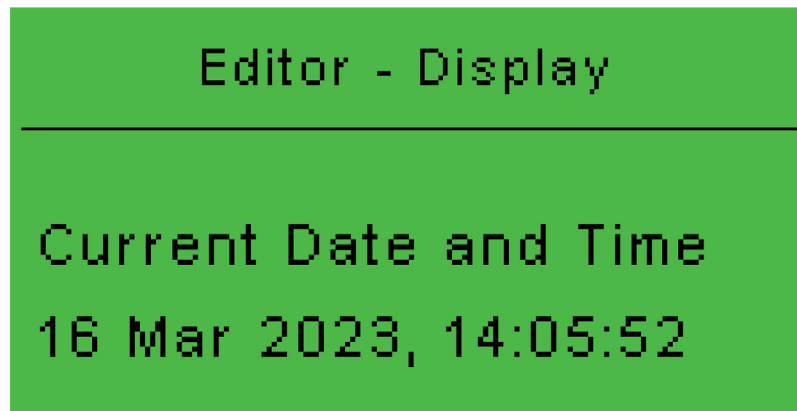 Editor - Display
Current Date and Time
16 Mar 2023, 14:05:52